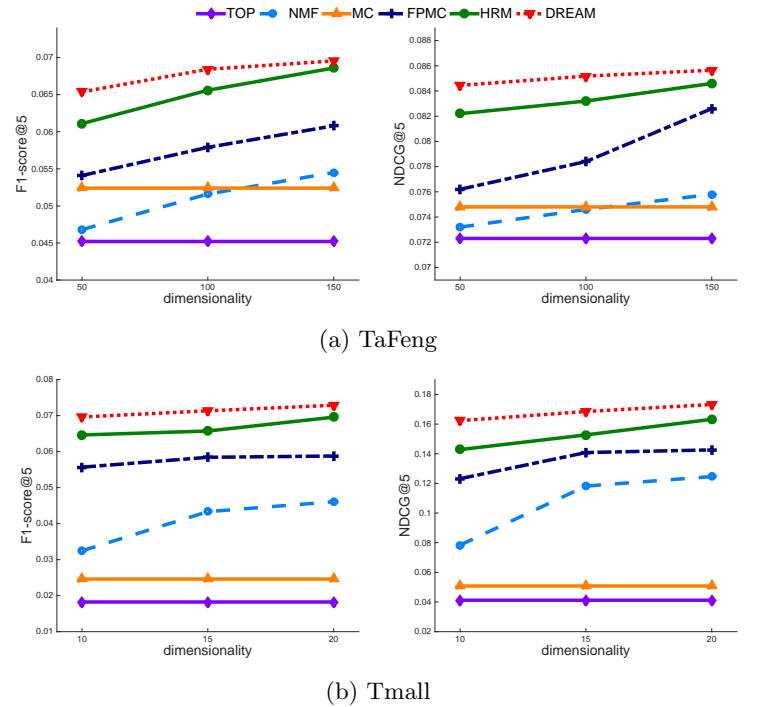 TOP NMF MC FPMC HRM DREAM
0.07
0.065
0.06
0.055
0.05
0.045
0.04
F1-score@5
50 100 150
dimensionality
0.088
0.086
0.084
0.082
0.08
0.078
0.076
0.074
0.072
0.07
NDCG@5
50 100 150
dimensionality
(a) TaFeng
0.08
0.07
0.06
0.05
0.04
0.03
0.02
0.01
F1-score@5
10 15 20
dimensionality
0.18
0.16
0.14
0.12
0.1
0.08
0.06
0.04
0.02
NDCG@5
10 15 20
dimensionality
(b) Tmall